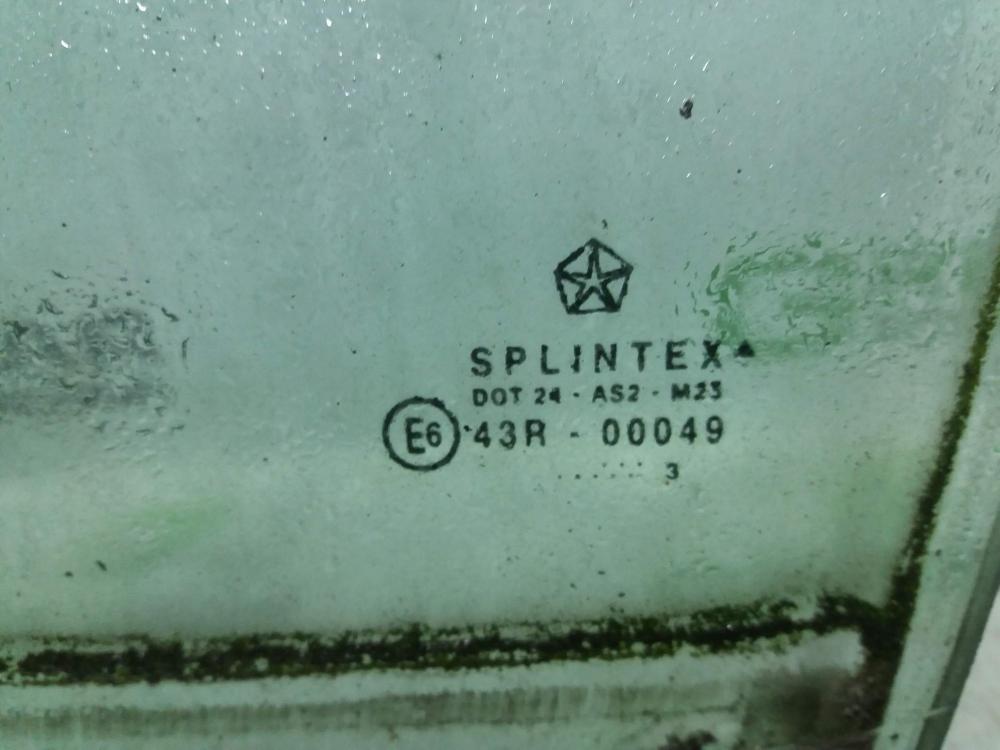 SPLINTEX
DOT 24 - AS2 - M23
E6 43R - 00049
...... 3